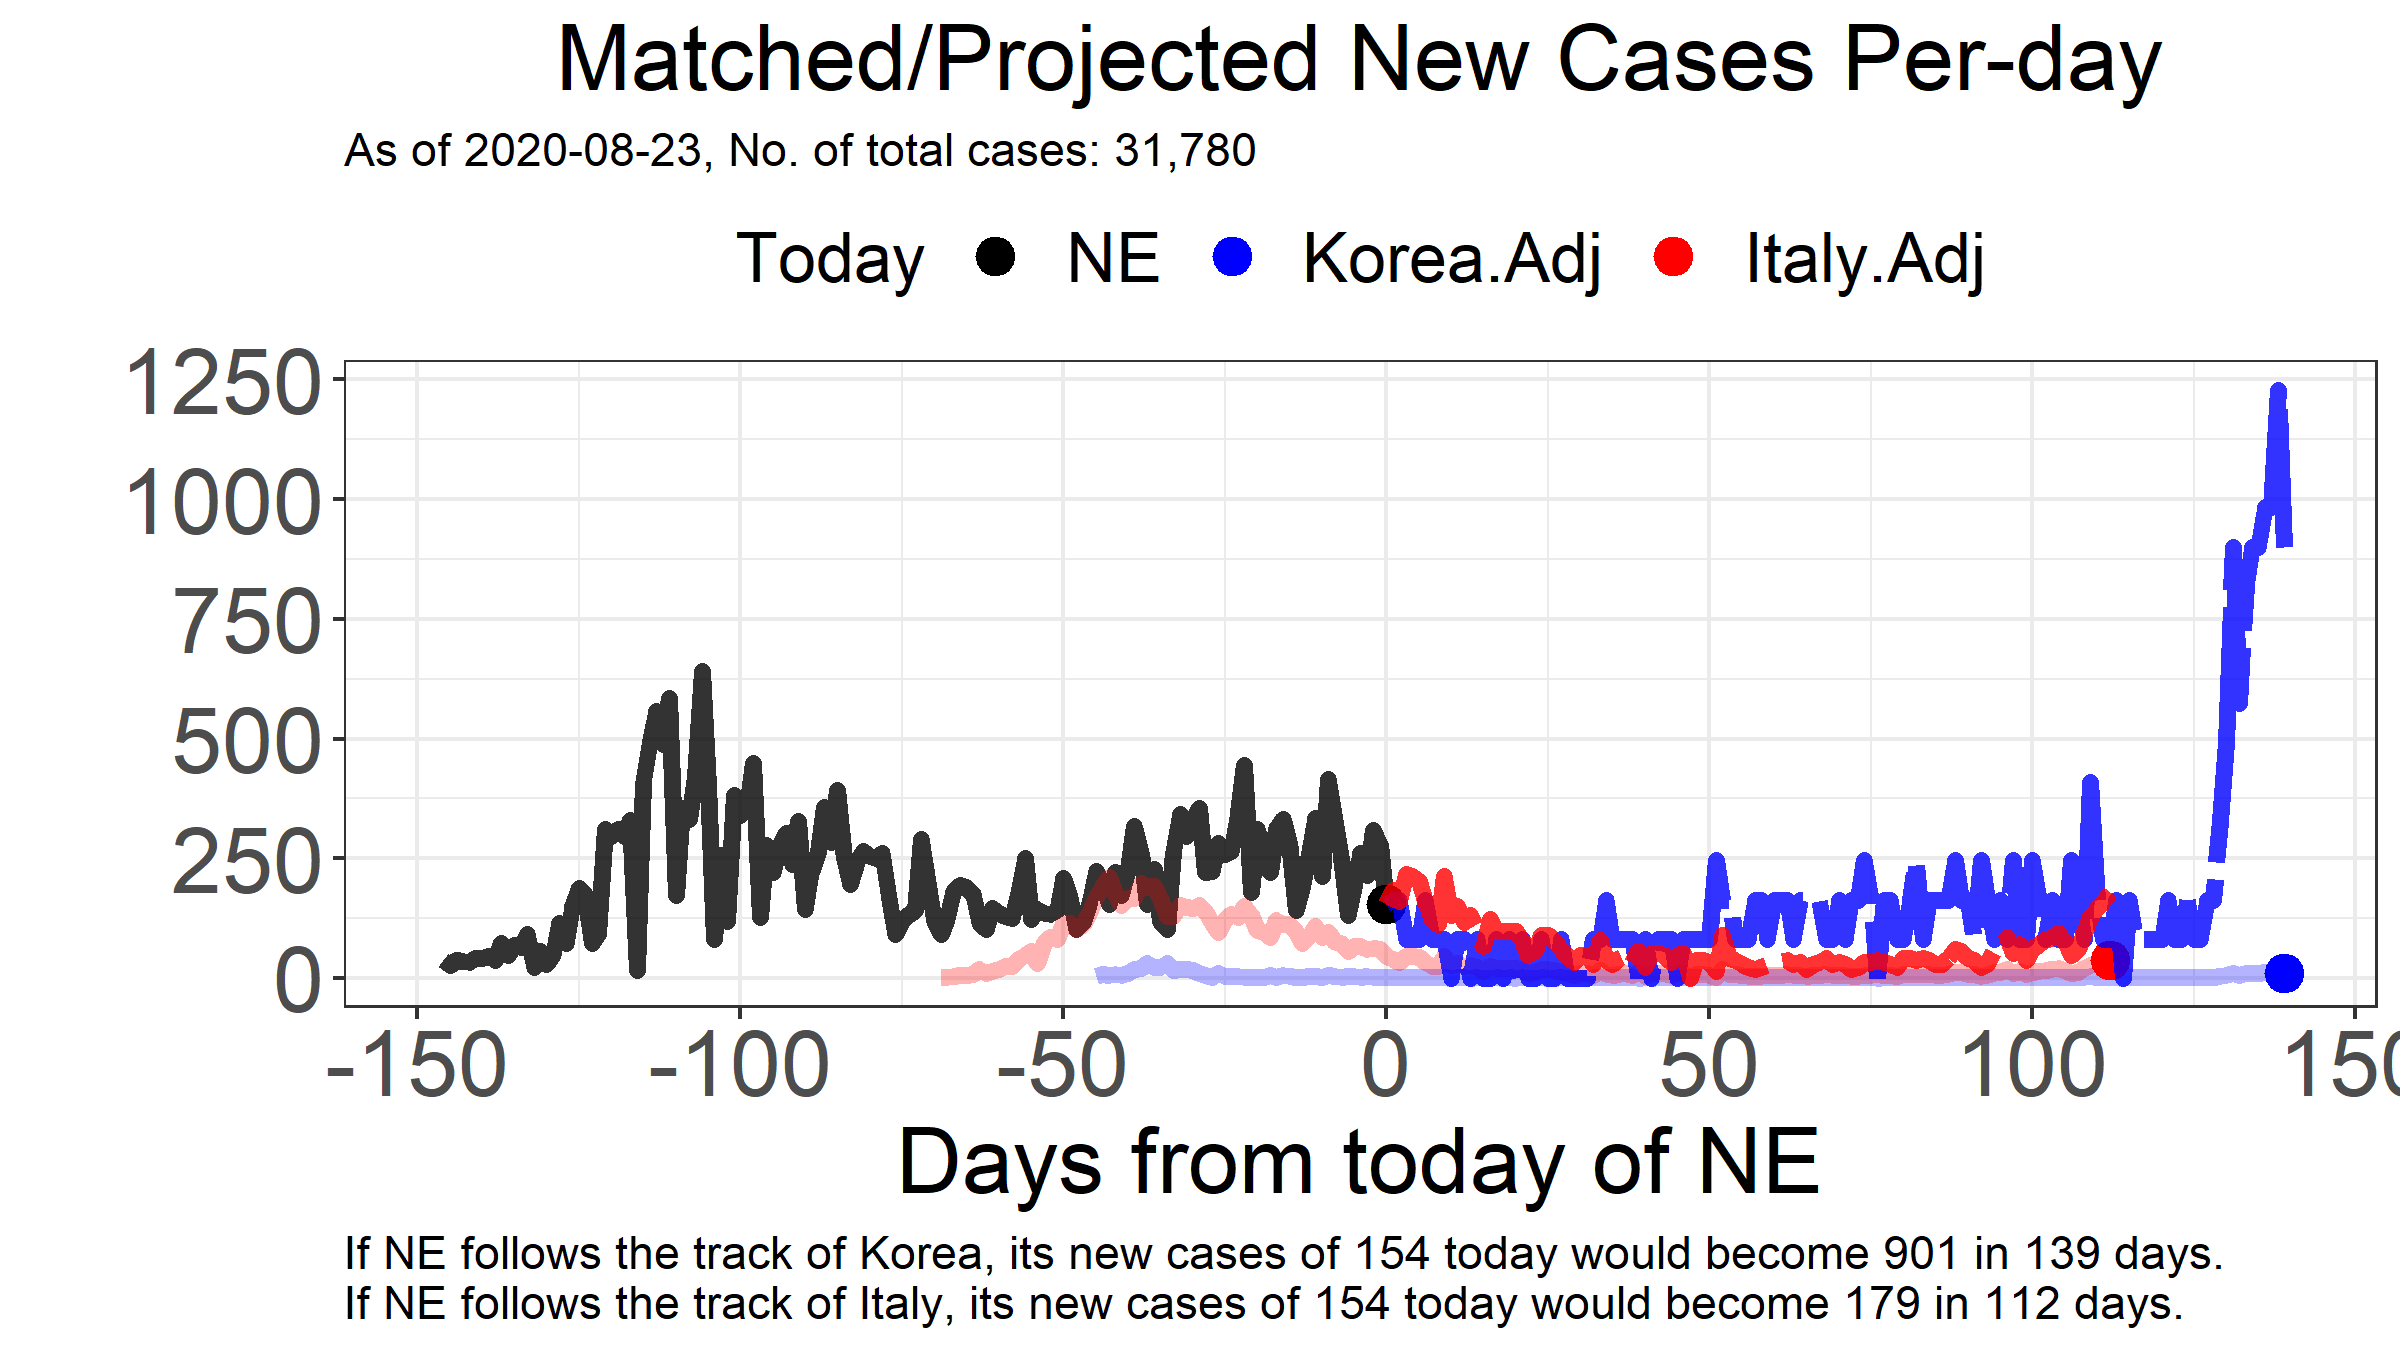 Matched/Projected New Cases Per-day
As of 2020-08-23, No. of total cases: 31,780
Today NE Korea.Adj Italy.Adj
1250
1000
750
500
250
0
-150 -100 -50 0 50 100 150
Days from today of NE
If NE follows the track of Korea, its new cases of 154 today would become 901 in 139 days.
If NE follows the track of Italy, its new cases of 154 today would become 179 in 112 days.